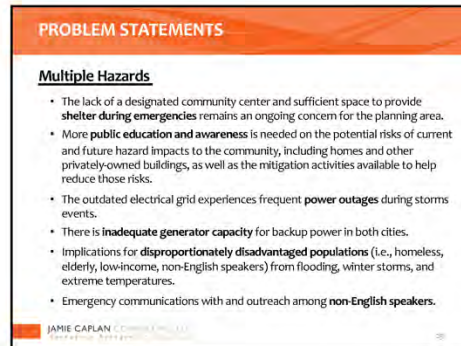 PROBLEM STATEMENTS
Multiple Hazards
• The lack of a designated community center and sufficient space to provide
shelter during emergencies remains an ongoing concern for the planning area.
• More public education and awareness is needed on the potential risks of current
and future hazard impacts to the community, including homes and other
privately-owned buildings, as well as the mitigation activities available to help
reduce those risks.
• The outdated electrical grid experiences frequent power outages during storms
events.
• There is inadequate generator capacity for backup power in both cities.
• Implications for disproportionately disadvantaged populations (i.e., homeless,
elderly, low-income, non-English speakers) from flooding, winter storms, and
extreme temperatures.
• Emergency communications with and outreach among non-English speakers.
JAMIE CAPLAN